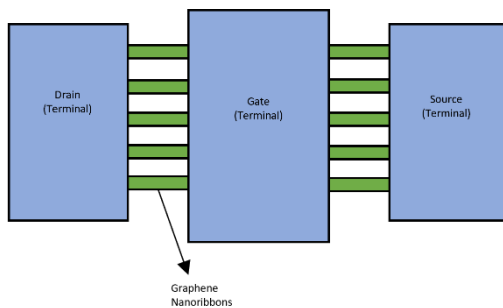 Drain
(Terminal)
Gate
(Terminal)
Source
(Terminal)
Graphene
Nanoribbons